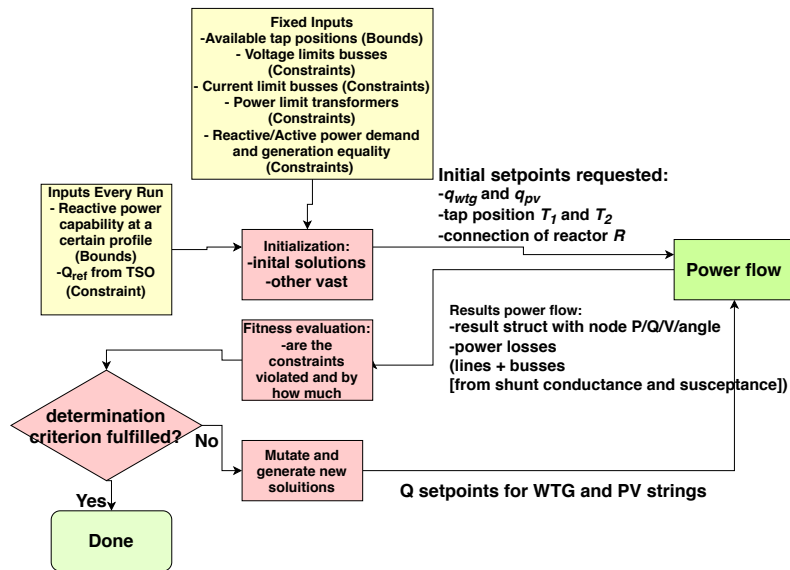 Fixed Inputs
-Available tap positions (Bounds)
- Voltage limits busses
(Constraints)
- Current limit busses (Constraints)
- Power limit transformers
(Constraints)
- Reactive/Active power demand
and generation equality
(Constraints)
Initial setpoints requested:
-qwtg and qpv
-tap position T1 and T2
-connection of reactor R
Inputs Every Run
- Reactive power
capability at a
certain profile
(Bounds)
-Qref from TSO
(Constraint)
Initialization:
-inital solutions
-other vast
Power flow
Results power flow:
-result struct with node P/Q/V/angle
-power losses
(lines + busses
[from shunt conductance and susceptance])
Fitness evaluation:
-are the
constraints
violated and by
how much
determination
criterion fulfilled?
No
Mutate and
generate new
soluitions
Q setpoints for WTG and PV strings
Yes
Done